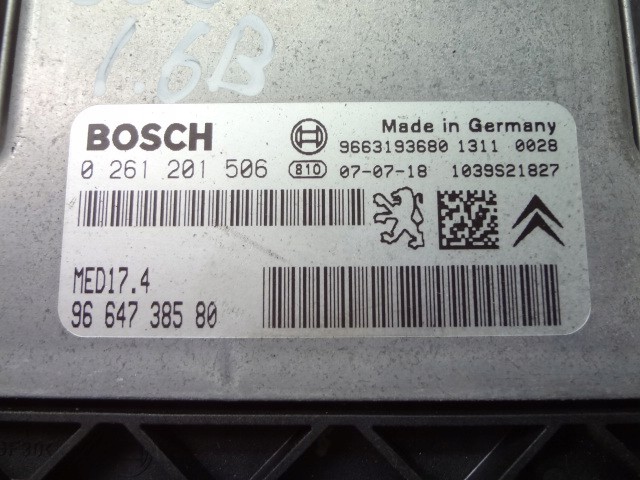 1.6B
BOSCH
Made in Germany
9663193680 1311 0028
0 261 201 506
810 07-07-18 1039S21827
MED17.4
96 647 385 80